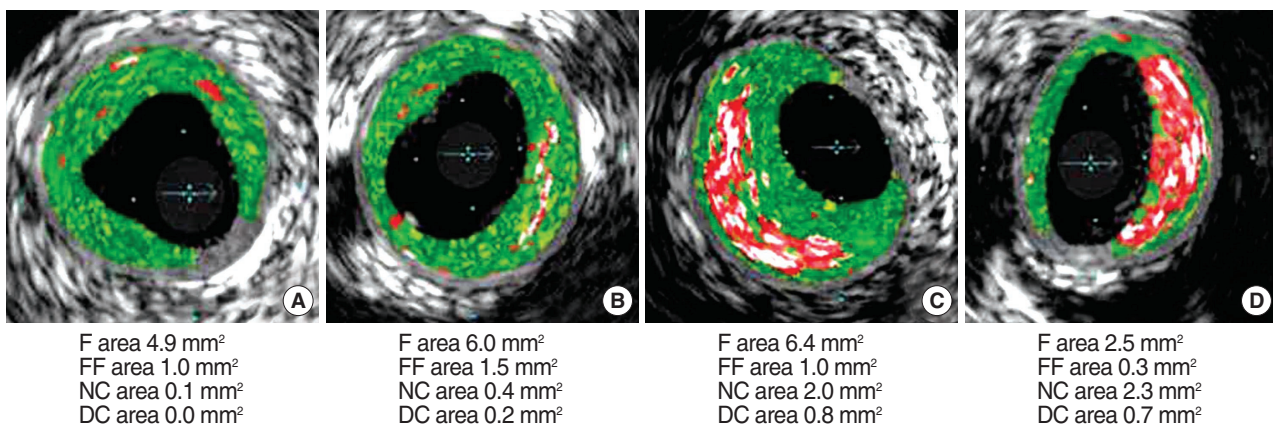 A
B
C
D
F area 4.9 mm²
FF area 1.0 mm²
NC area 0.1 mm²
DC area 0.0 mm²
F area 6.0 mm²
FF area 1.5 mm²
NC area 0.4 mm²
DC area 0.2 mm²
F area 6.4 mm²
FF area 1.0 mm²
NC area 2.0 mm²
DC area 0.8 mm²
F area 2.5 mm²
FF area 0.3 mm²
NC area 2.3 mm²
DC area 0.7 mm²